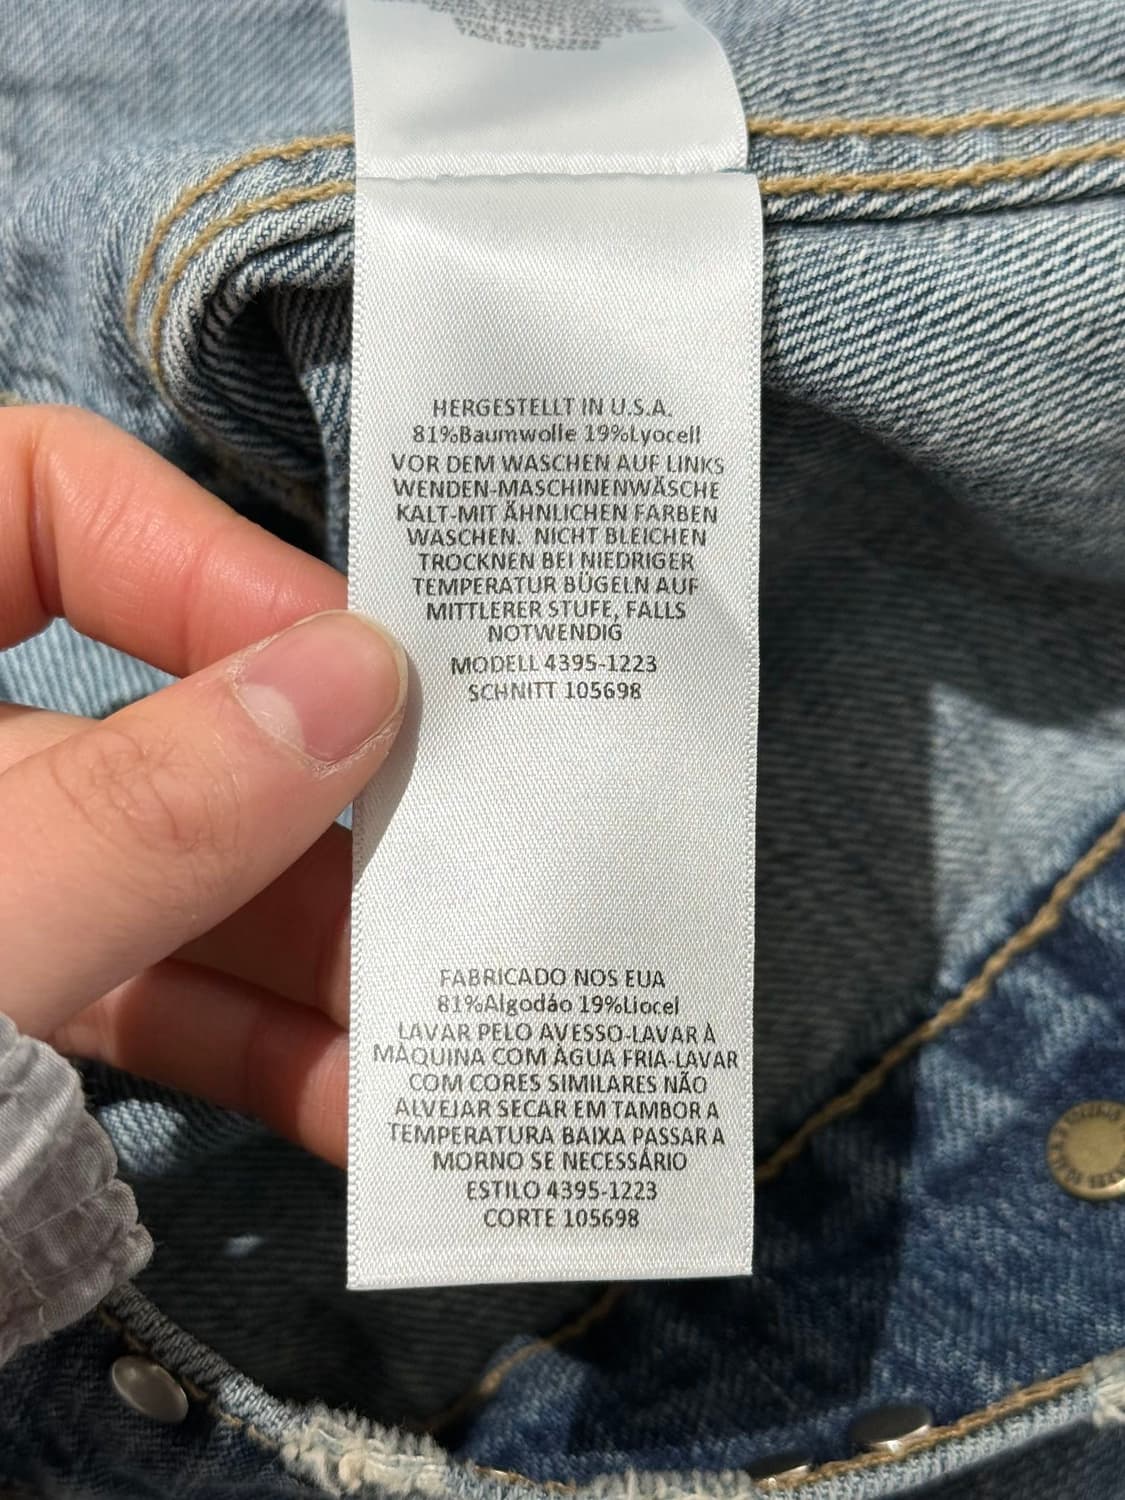 HERGESTELLT IN U.S.A.
81%Baumwolle 19%Lyocell
VOR DEM WASCHEN AUF LINKS
WENDEN-MASCHINENWÄSCHE
KALT-MIT ÄHNLICHEN FARBEN
WASCHEN. NICHT BLEICHEN
TROCKNEN BEI NIEDRIGER
TEMPERATUR BÜGELN AUF
MITTLERER STUFE, FALLS
NOTWENDIG
MODELL 4395-1223
SCHNITT 105698
FABRICADO NOS EUA
81%Algodáo 19%Liocel
LAVAR PELO AVESSO-LAVAR À
MÀQUINA COM ÀGUA FRIA-LAVAR
COM CORES SIMILARES NÃO
ALVEJAR SECAR EM TAMBOR A
TEMPERATURA BAIXA PASSAR A
MORNO SE NECESSÁRIO
ESTILO 4395-1223
CORTE 105698